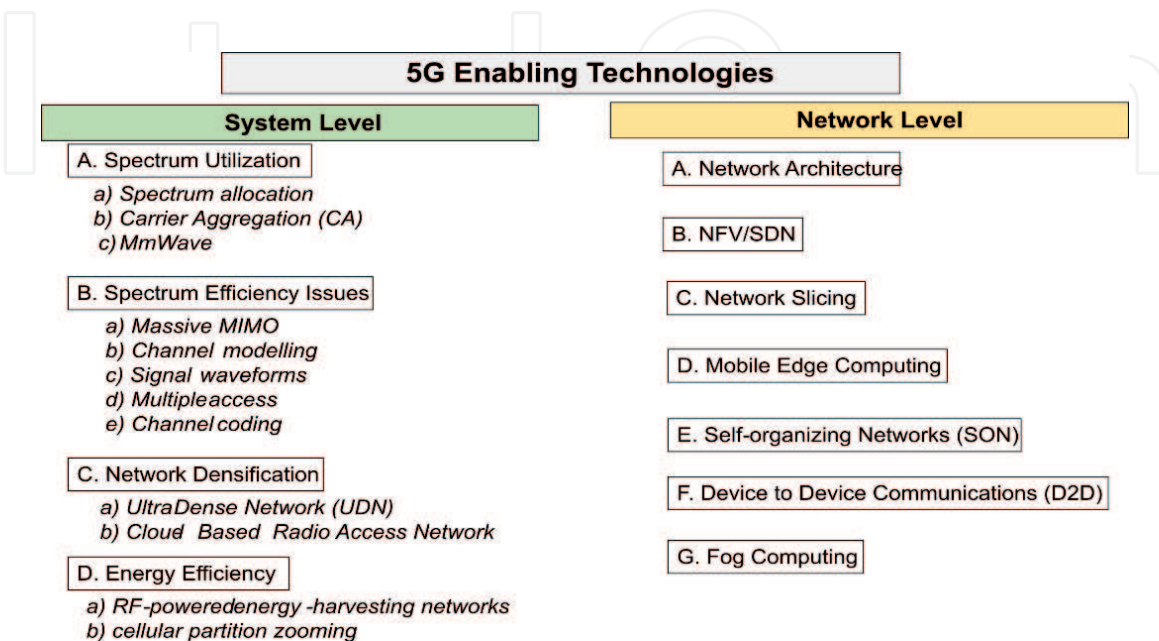 5G Enabling Technologies
System Level
A. Spectrum Utilization
a) Spectrum allocation
b) Carrier Aggregation (CA)
c) MmWave
B. Spectrum Efficiency Issues
a) Massive MIMO
b) Channel modelling
c) Signal waveforms
d) Multipleaccess
e) Channel coding
C. Network Densification
a) UltraDense Network (UDN)
b) Cloud Based Radio Access Network
D. Energy Efficiency
a) RF-poweredenergy-harvesting networks
b) cellular partition zooming
Network Level
A. Network Architecture
B. NFV/SDN
C. Network Slicing
D. Mobile Edge Computing
E. Self-organizing Networks (SON)
F. Device to Device Communications (D2D)
G. Fog Computing